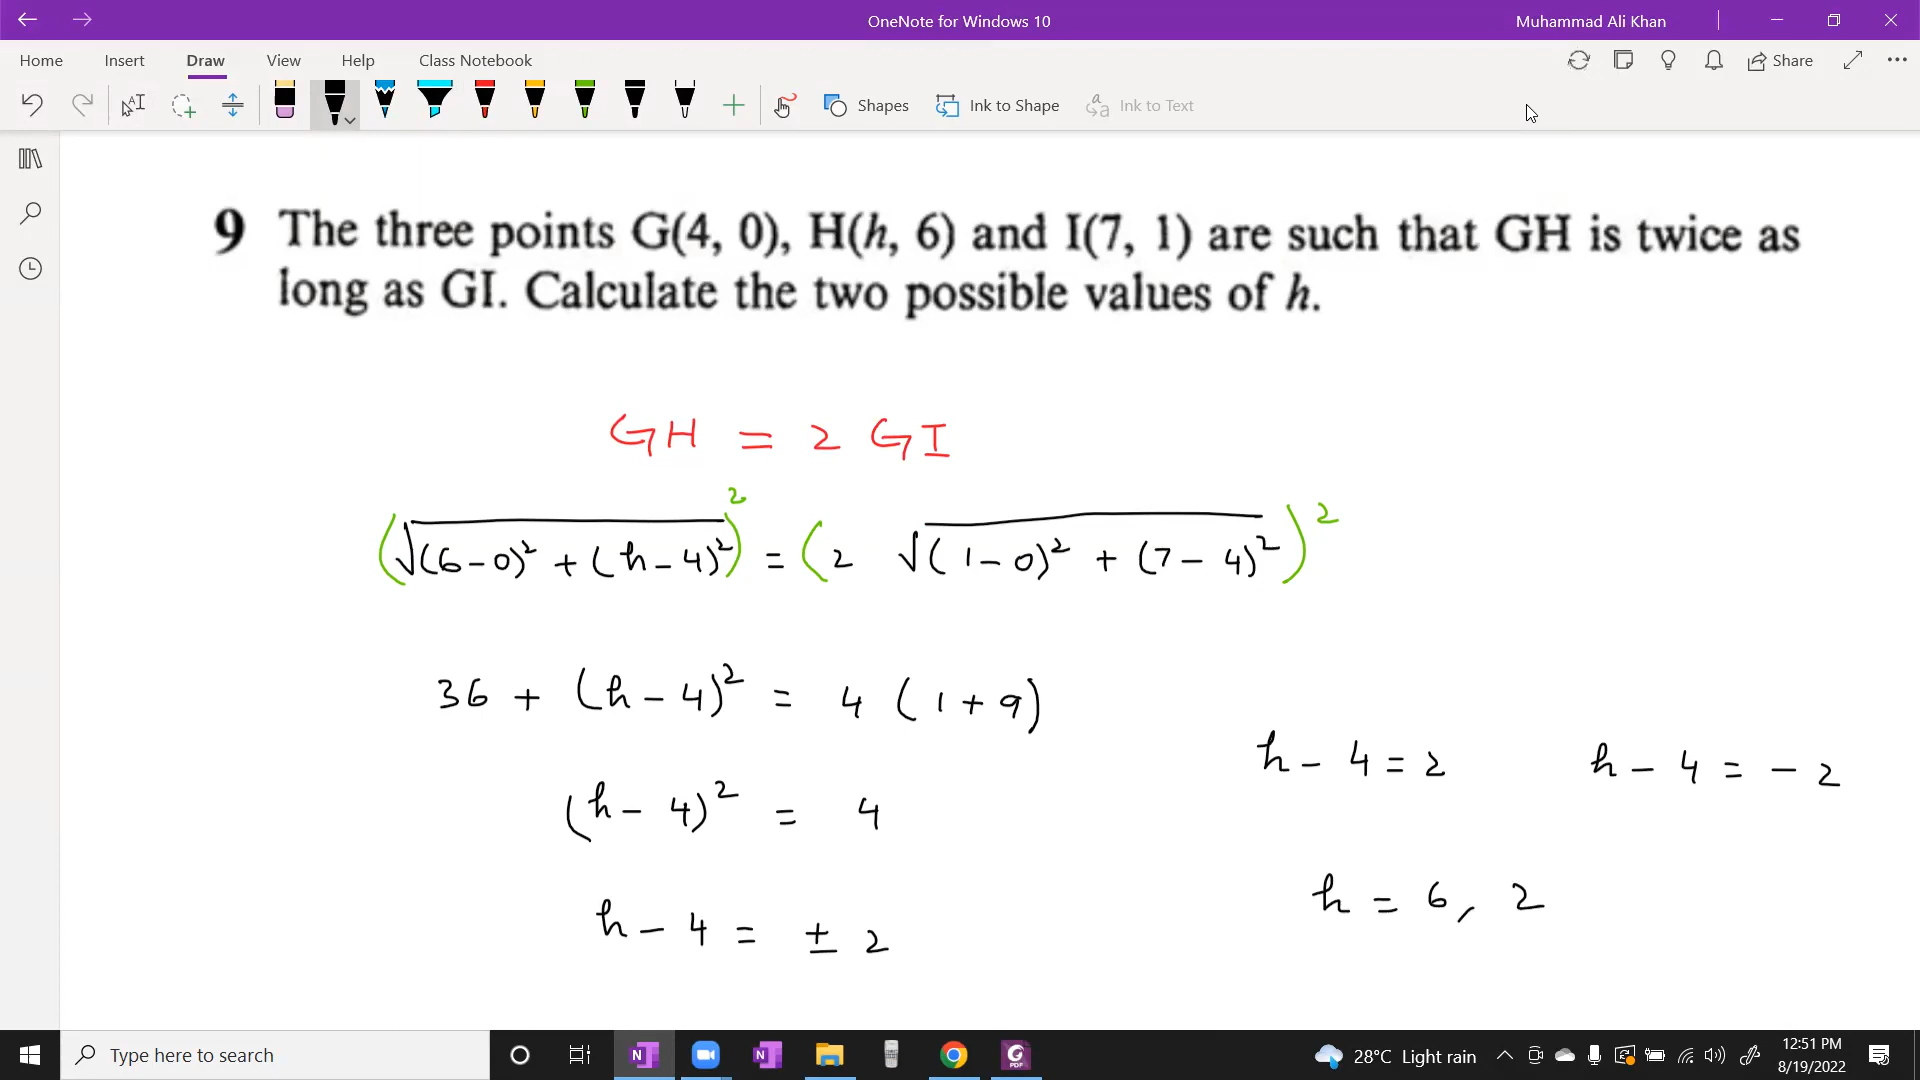 OneNote for Windows 10
Muhammad Ali Khan
Home Insert Draw View Help Class Notebook
Share
Shapes Ink to Shape Ink to Text
9 The three points G(4, 0), H(h, 6) and I(7, 1) are such that GH is twice as
long as GI. Calculate the two possible values of h.
GH = 2 GI
(√(6-0)² + (h-4)²)² = (2 √(1-0)² + (7-4)²)²
36 + (h-4)² = 4 (1+9)
(h-4)² = 4
h-4 = ± 2
h-4=2
h-4=-2
h = 6, 2
Type here to search
28°C Light rain
12:51 PM
8/19/2022